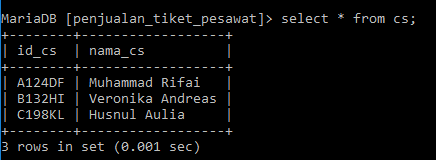 MariaDB [penjualan_tiket_pesawat]> select * from cs;
+--------+------------------+
| id_cs  | nama_cs          |
+--------+------------------+
| A124DF | Muhammad Rifai   |
| B132HI | Veronika Andreas |
| C198KL | Husnul Aulia     |
+--------+------------------+
3 rows in set (0.001 sec)